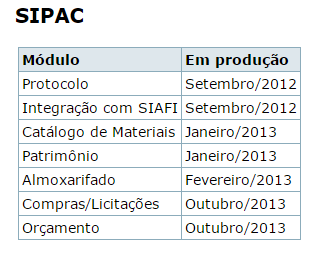 SIPAC
Módulo Em produção
Protocolo Setembro/2012
Integração com SIAFI Setembro/2012
Catálogo de Materiais Janeiro/2013
Patrimônio Janeiro/2013
Almoxarifado Fevereiro/2013
Compras/Licitações Outubro/2013
Orçamento Outubro/2013